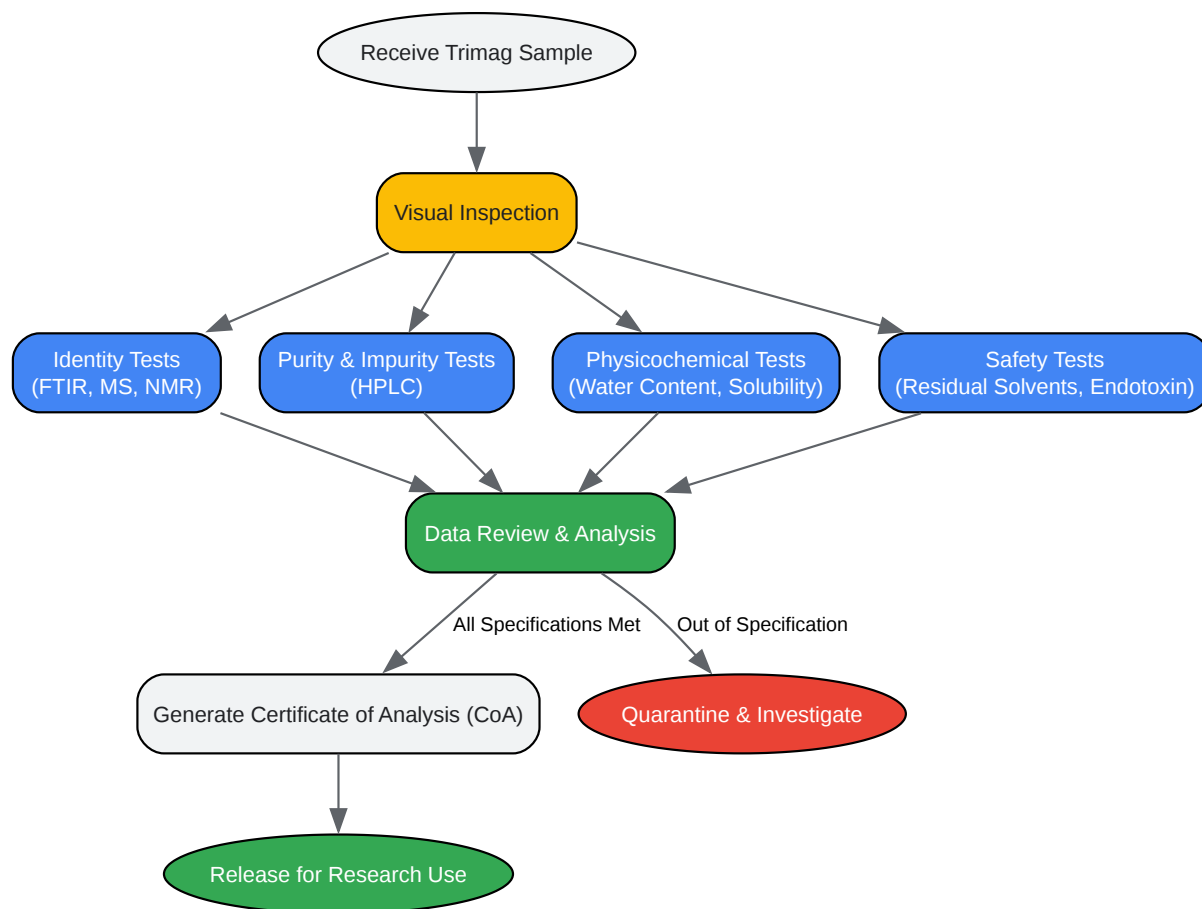 Receive Trimag Sample
Visual Inspection
Identity Tests
(FTIR, MS, NMR)
Purity & Impurity Tests
(HPLC)
Physicochemical Tests
(Water Content, Solubility)
Safety Tests
(Residual Solvents, Endotoxin)
Data Review & Analysis
All Specifications Met
Out of Specification
Generate Certificate of Analysis (CoA)
Quarantine & Investigate
Release for Research Use